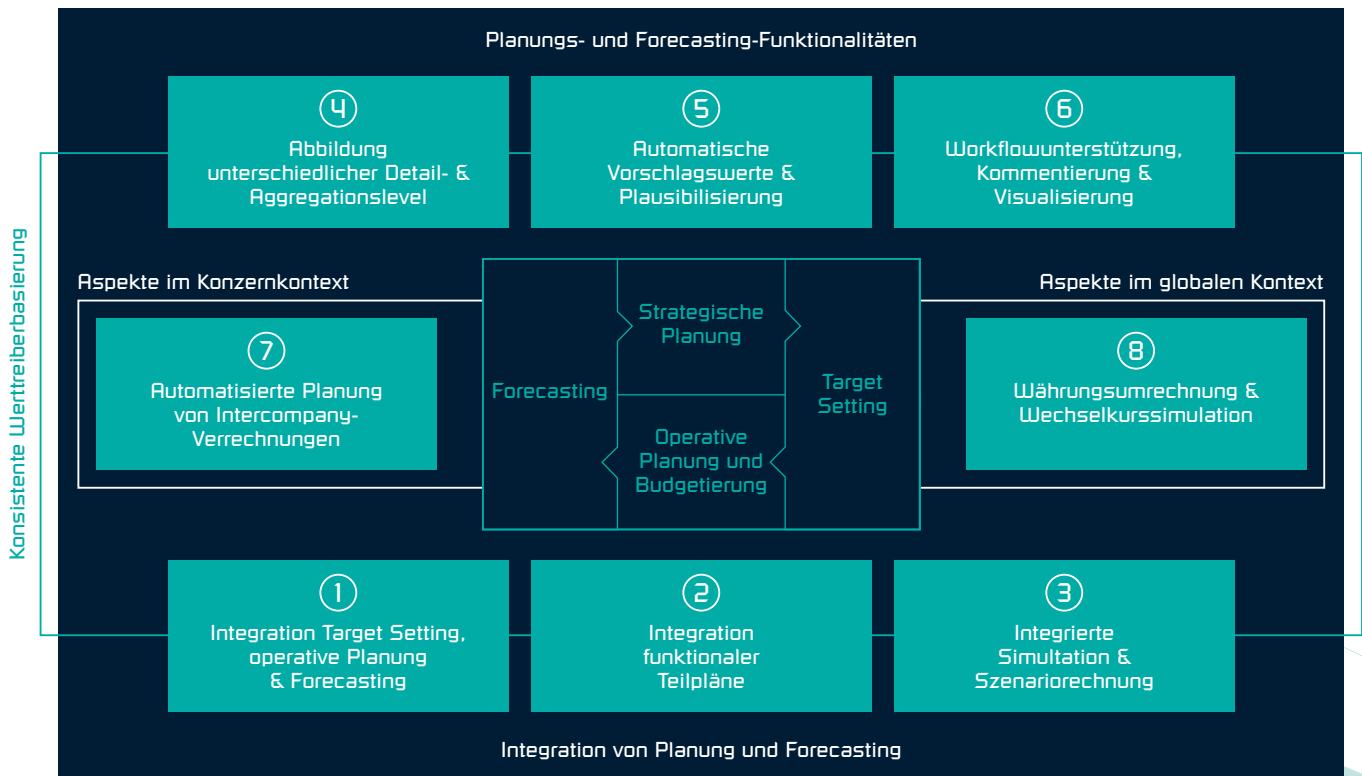 Planungs- und Forecasting-Funktionalitäten
4
Abbildung
unterschiedlicher Detail- &
Aggregationslevel
5
Automatische
Vorschlagswerte &
Plausibilisierung
6
Workflowunterstützung,
Kommentierung &
Visualisierung
Konsistente Werttreiberbasierung
Aspekte im Konzernkontext
7
Automatisierte Planung
von Intercompany-
Verrechnungen
Forecasting
Strategische
Planung
Operative
Planung und
Budgetierung
Target
Setting
Aspekte im globalen Kontext
8
Währungsumrechnung &
Wechselkurssimulation
1
Integration Target Setting,
operative Planung
& Forecasting
2
Integration
funktionaler
Teilpläne
3
Integrierte
Simultation &
Szenariorechnung
Integration von Planung und Forecasting